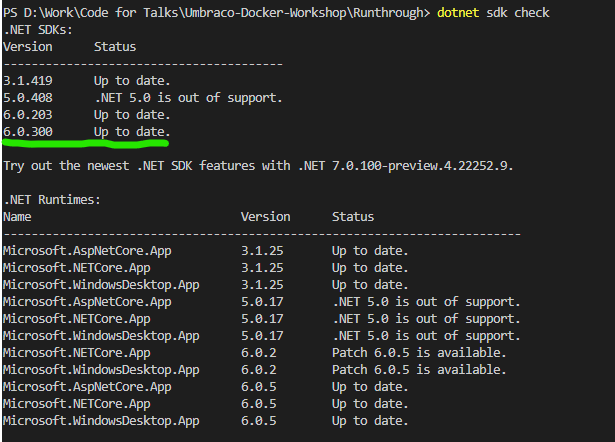 PS D:\Work\Code for Talks\Umbraco-Docker-Workshop\Runthrough> dotnet sdk check
.NET SDKs:
Version      Status
----------------------------------------
3.1.419      Up to date.
5.0.408      .NET 5.0 is out of support.
6.0.203      Up to date.
6.0.300      Up to date.
Try out the newest .NET SDK features with .NET 7.0.100-preview.4.22252.9.
.NET Runtimes:
Name                              Version      Status
--------------------------------------------------------------------------
Microsoft.AspNetCore.App          3.1.25       Up to date.
Microsoft.NETCore.App             3.1.25       Up to date.
Microsoft.WindowsDesktop.App      3.1.25       Up to date.
Microsoft.AspNetCore.App          5.0.17       .NET 5.0 is out of support.
Microsoft.NETCore.App             5.0.17       .NET 5.0 is out of support.
Microsoft.WindowsDesktop.App      5.0.17       .NET 5.0 is out of support.
Microsoft.NETCore.App             6.0.2        Patch 6.0.5 is available.
Microsoft.WindowsDesktop.App      6.0.2        Patch 6.0.5 is available.
Microsoft.AspNetCore.App          6.0.5        Up to date.
Microsoft.NETCore.App             6.0.5        Up to date.
Microsoft.WindowsDesktop.App      6.0.5        Up to date.